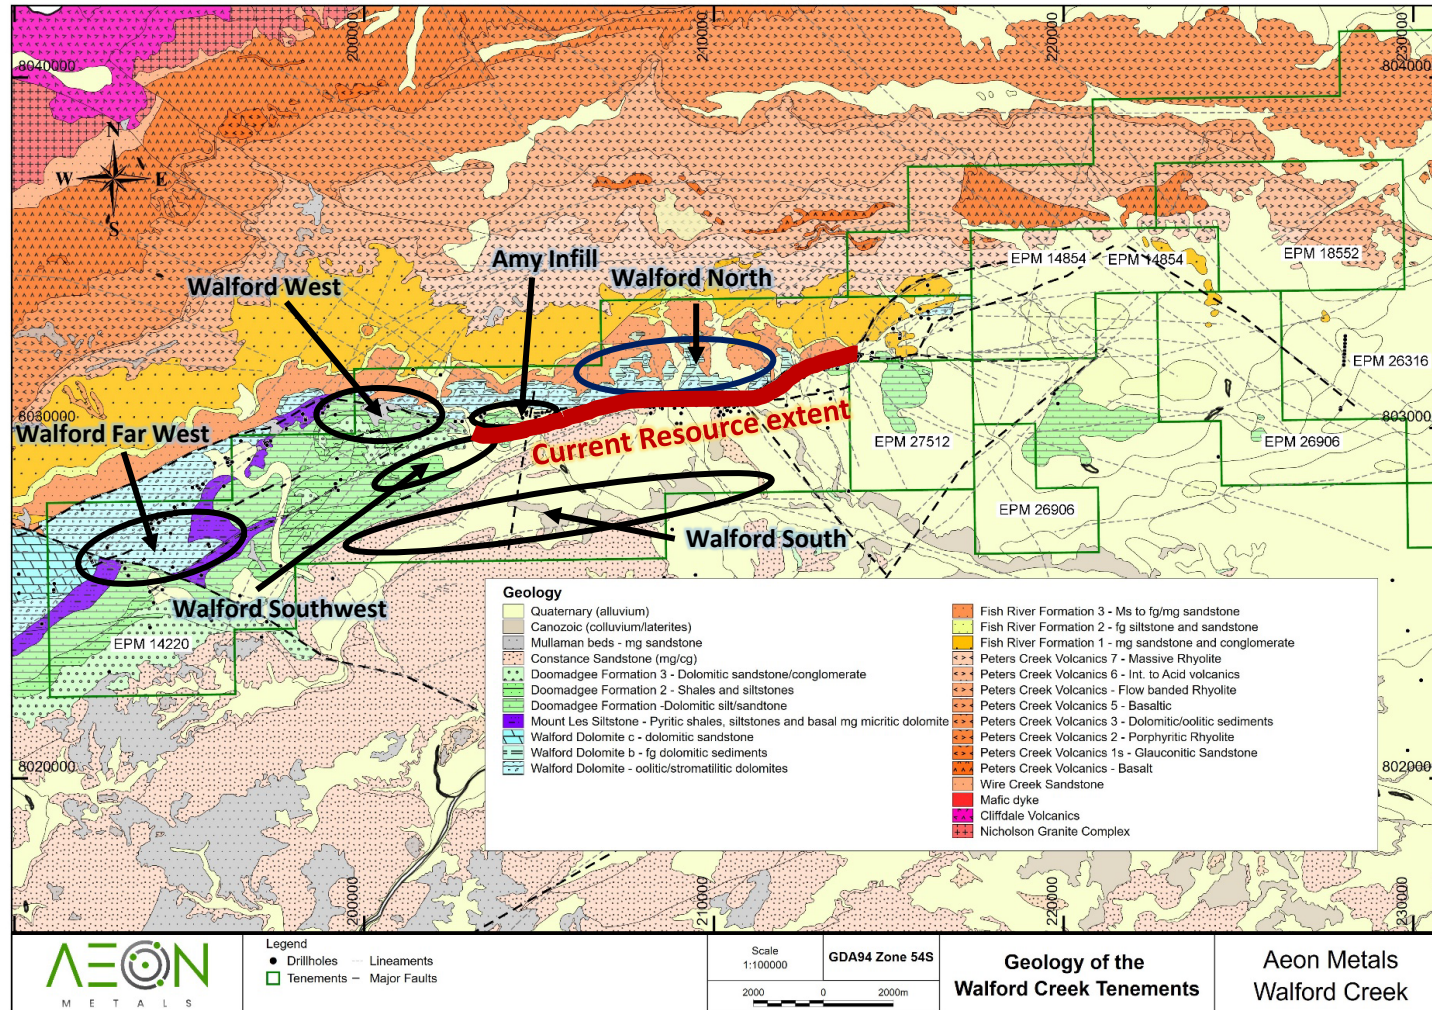 200000
210000
220000
230000
8040000
804000
N
W E
S
Amy Infill
Walford West
Walford North
EPM 14854
EPM 14854
EPM 18552
EPM 26316
8030000
803000
Walford Far West
Current Resource extent
EPM 27512
EPM 26906
EPM 26906
Walford South
Walford Southwest
EPM 14220
Geology
Quaternary (alluvium)
Canozoic (colluvium/laterites)
Mullaman beds - mg sandstone
Constance Sandstone (mg/cg)
Doomadgee Formation 3 - Dolomitic sandstone/conglomerate
Doomadgee Formation 2 - Shales and siltstones
Doomadgee Formation -Dolomitic silt/sandtone
Mount Les Siltstone - Pyritic shales, siltstones and basal mg micritic dolomite
Walford Dolomite c - dolomitic sandstone
Walford Dolomite b - fg dolomitic sediments
Walford Dolomite - oolitic/stromatilitic dolomites
Fish River Formation 3 - Ms to fg/mg sandstone
Fish River Formation 2 - fg siltstone and sandstone
Fish River Formation 1 - mg sandstone and conglomerate
Peters Creek Volcanics 7 - Massive Rhyolite
Peters Creek Volcanics 6 - Int. to Acid volcanics
Peters Creek Volcanics - Flow banded Rhyolite
Peters Creek Volcanics 5 - Basaltic
Peters Creek Volcanics 3 - Dolomitic/oolitic sediments
Peters Creek Volcanics 2 - Porphyritic Rhyolite
Peters Creek Volcanics 1s - Glauconitic Sandstone
Peters Creek Volcanics - Basalt
Wire Creek Sandstone
Mafic dyke
Cliffdale Volcanics
Nicholson Granite Complex
8020000
802000
200000
210000
220000
230000
AEON
METALS
Legend
Drillholes Lineaments
Tenements Major Faults
Scale
1:100000
GDA94 Zone 54S
2000 0 2000m
Geology of the
Walford Creek Tenements
Aeon Metals
Walford Creek